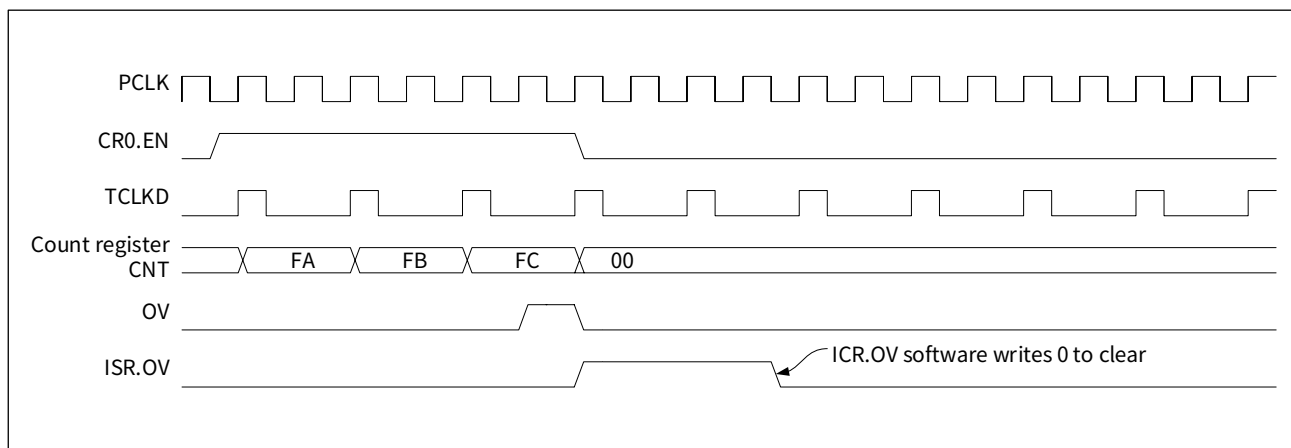 PCLK
CR0.EN
TCLKD
Count register
CNT
FA FB FC 00
OV
ICR.OV software writes 0 to clear
ISR.OV